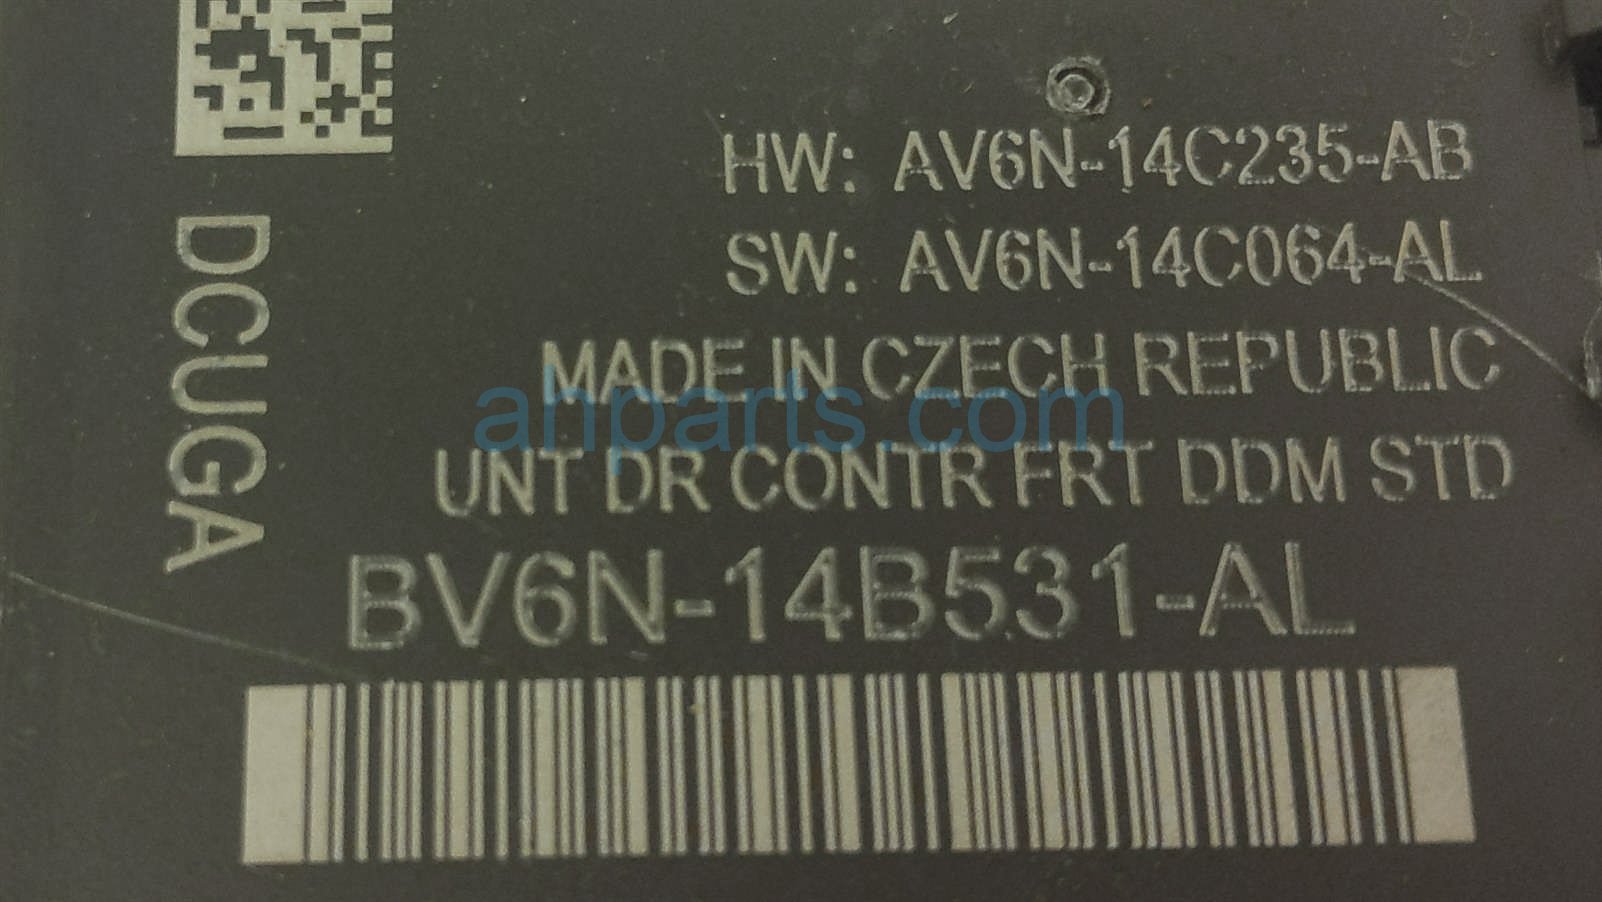 HW: AV6N-14C235-AB
SW: AV6N-14C064-AL
MADE IN CZECH REPUBLIC
ahparts.com
UNT DR CONTR FRT DDM STD
BV6N-14B531-AL
DCUGA